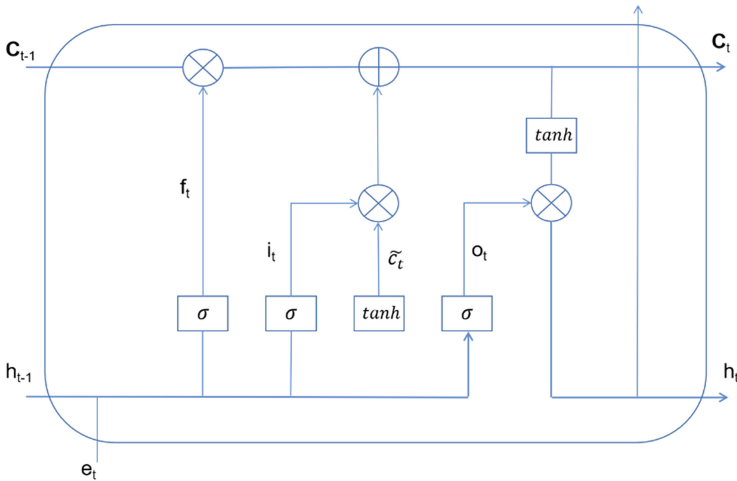 Cₜ₋₁
Cₜ
tanh
fₜ
iₜ
c̃ₜ
oₜ
σ
σ
tanh
σ
hₜ₋₁
hₜ
eₜ